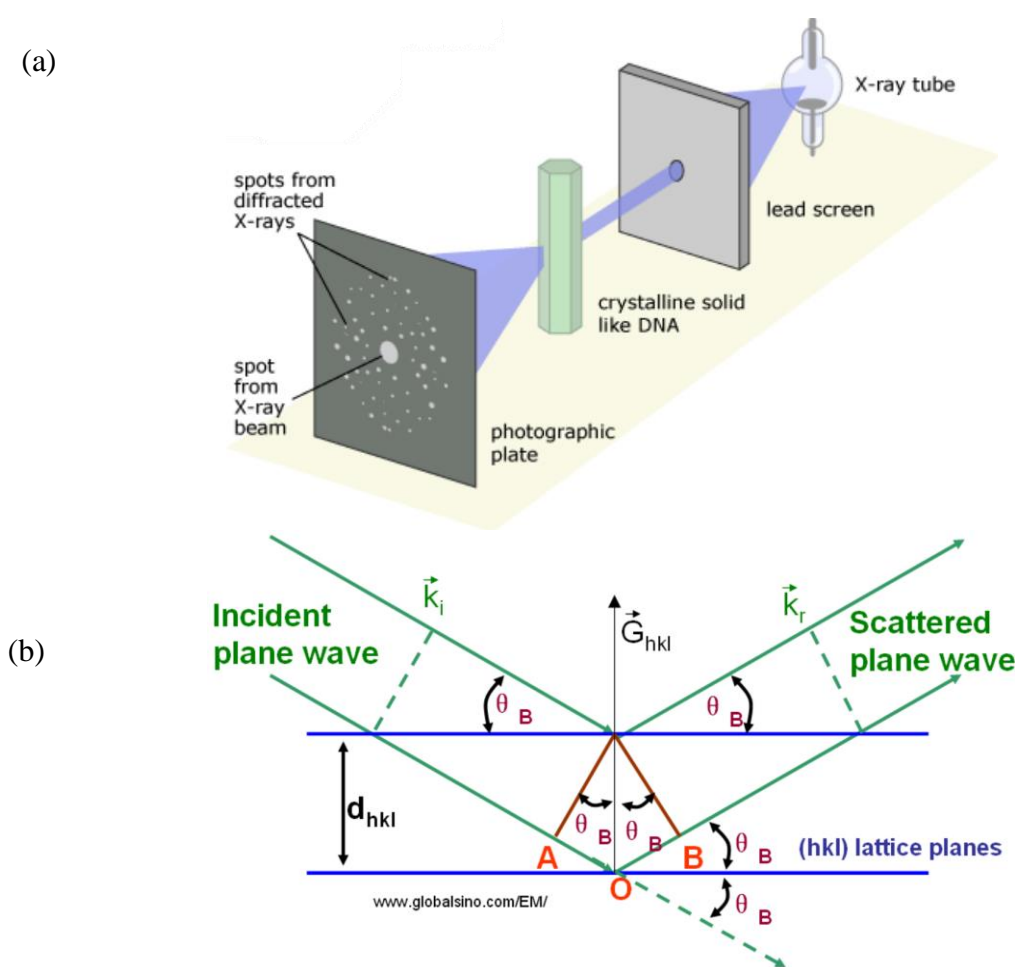 (a)
X-ray tube
spots from
diffracted
X-rays
lead screen
crystalline solid
like DNA
spot
from
X-ray
beam
photographic
plate
(b)
Incident
plane wave
k⃗i
G⃗hkl
k⃗r
Scattered
plane wave
θ B
θ B
dhkl
θ B
θ B
A
B
θ B
(hkl) lattice planes
O
www.globalsino.com/EM/
θ B